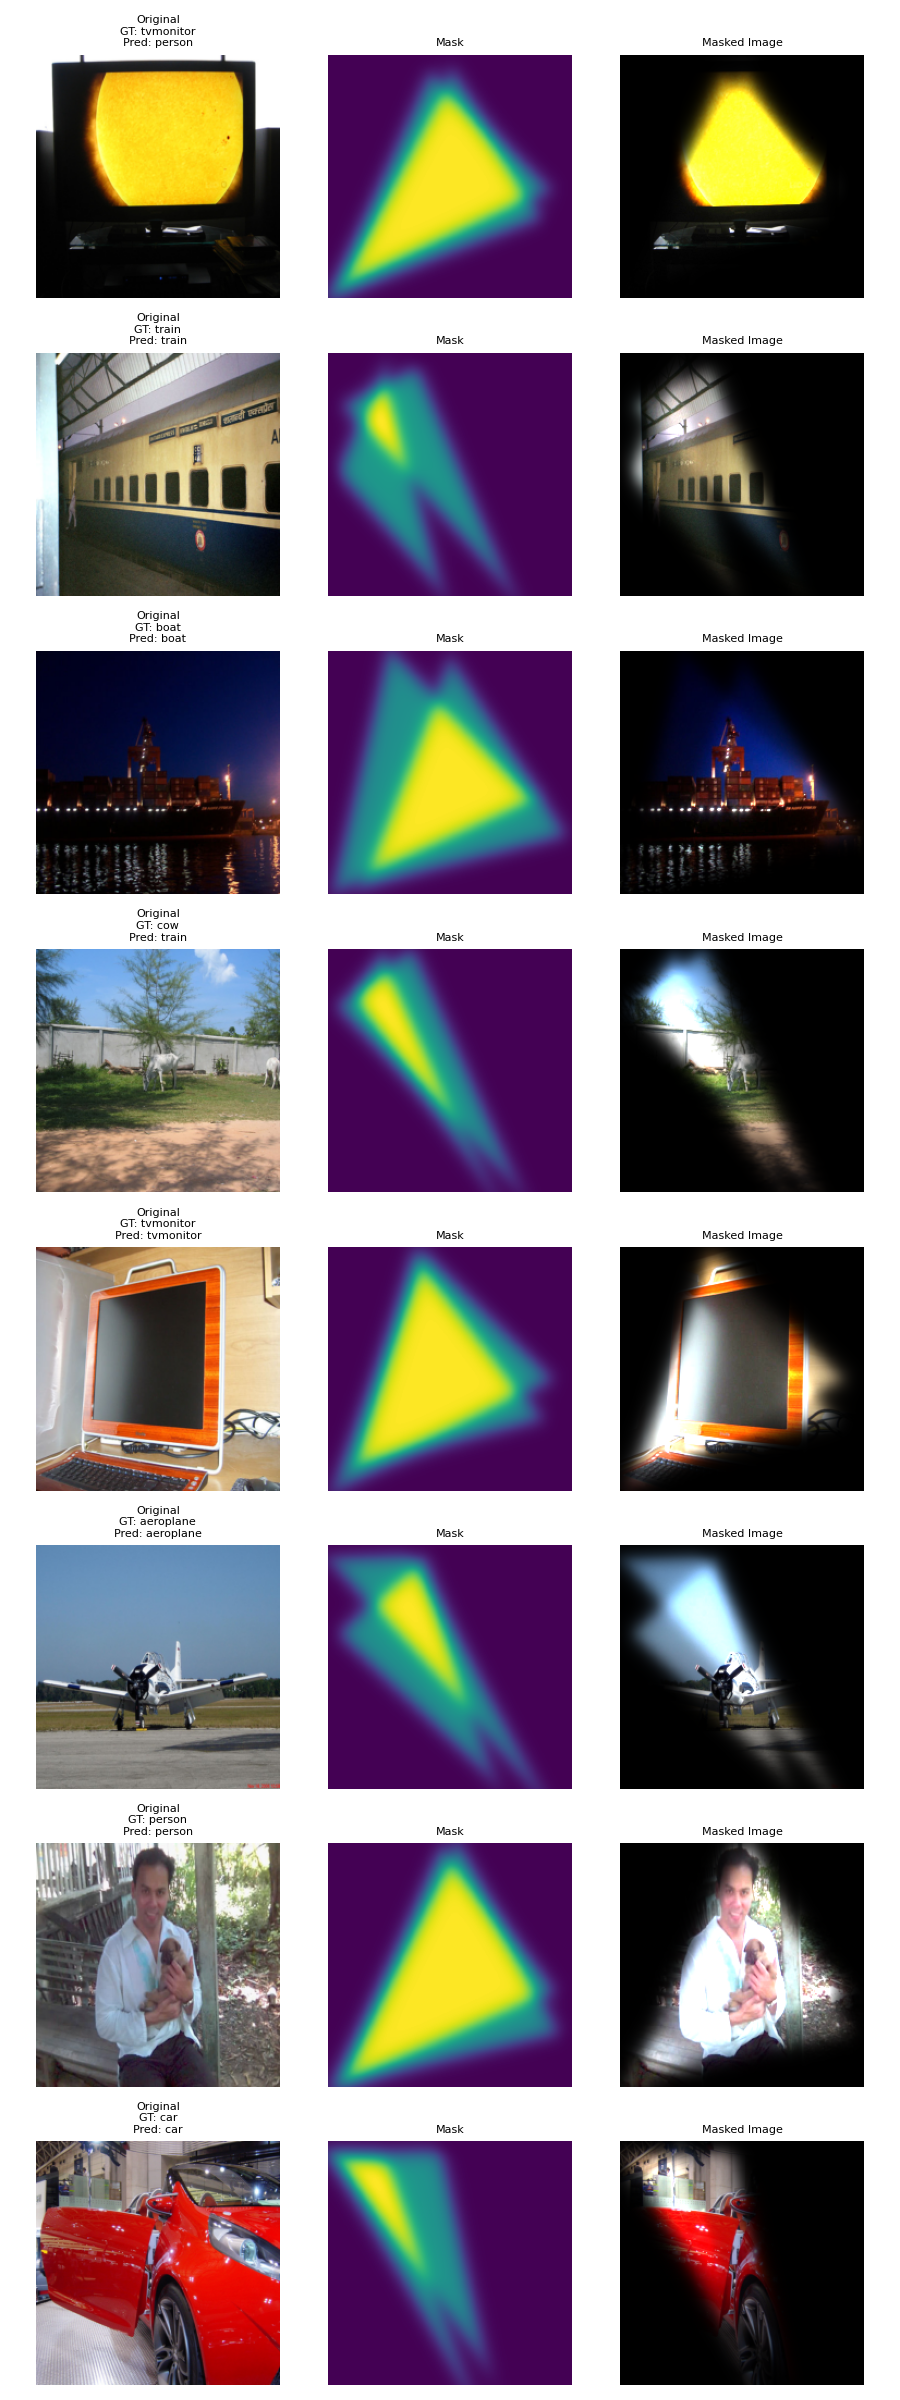 Original
GT: tvmonitor
Pred: person
Mask
Masked Image
Original
GT: train
Pred: train
Mask
Masked Image
Original
GT: boat
Pred: boat
Mask
Masked Image
Original
GT: cow
Pred: train
Mask
Masked Image
Original
GT: tvmonitor
Pred: tvmonitor
Mask
Masked Image
Original
GT: aeroplane
Pred: aeroplane
Mask
Masked Image
Original
GT: person
Pred: person
Mask
Masked Image
Original
GT: car
Pred: car
Mask
Masked Image